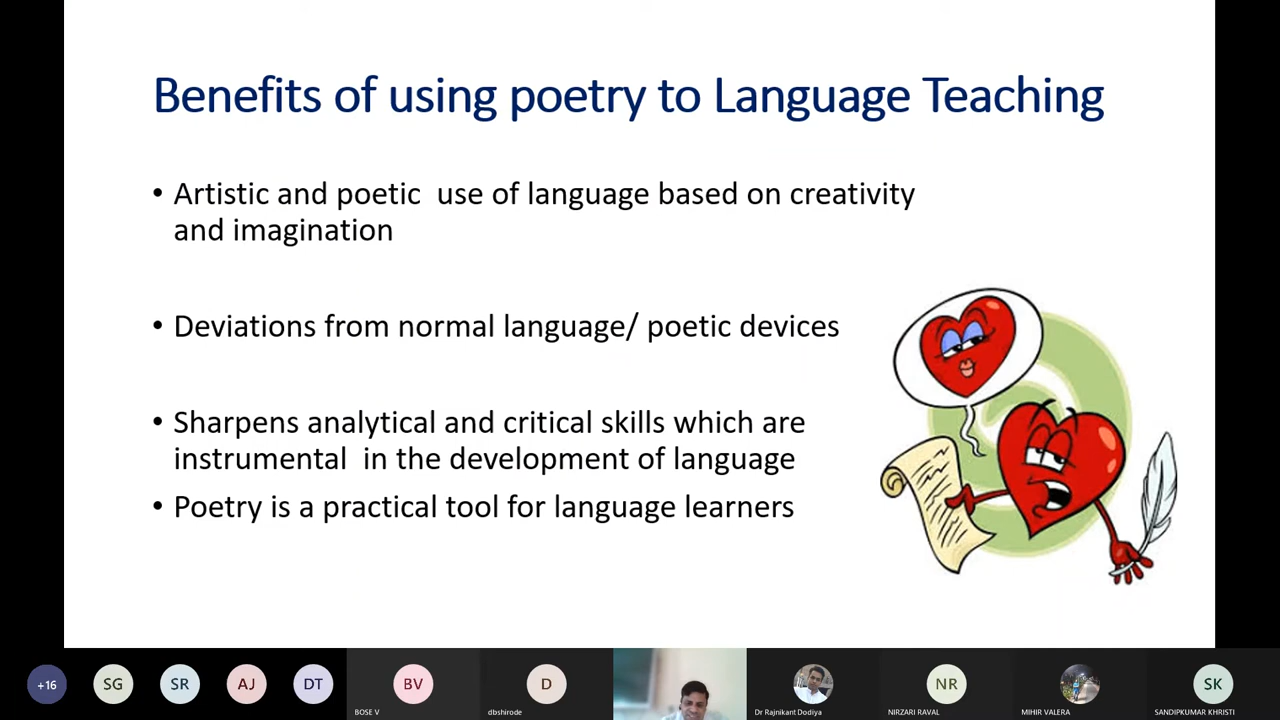 Benefits of using poetry to Language Teaching
• Artistic and poetic  use of language based on creativity
and imagination
• Deviations from normal language/ poetic devices
• Sharpens analytical and critical skills which are
instrumental  in the development of language
• Poetry is a practical tool for language learners
+16 SG SR AJ DT BV D NR SK
BOSE V dbshirode Dr Rajnikant Dodiya NIRZARI RAVAL MIHIR VALERA SANDIPKUMAR KHRISTI